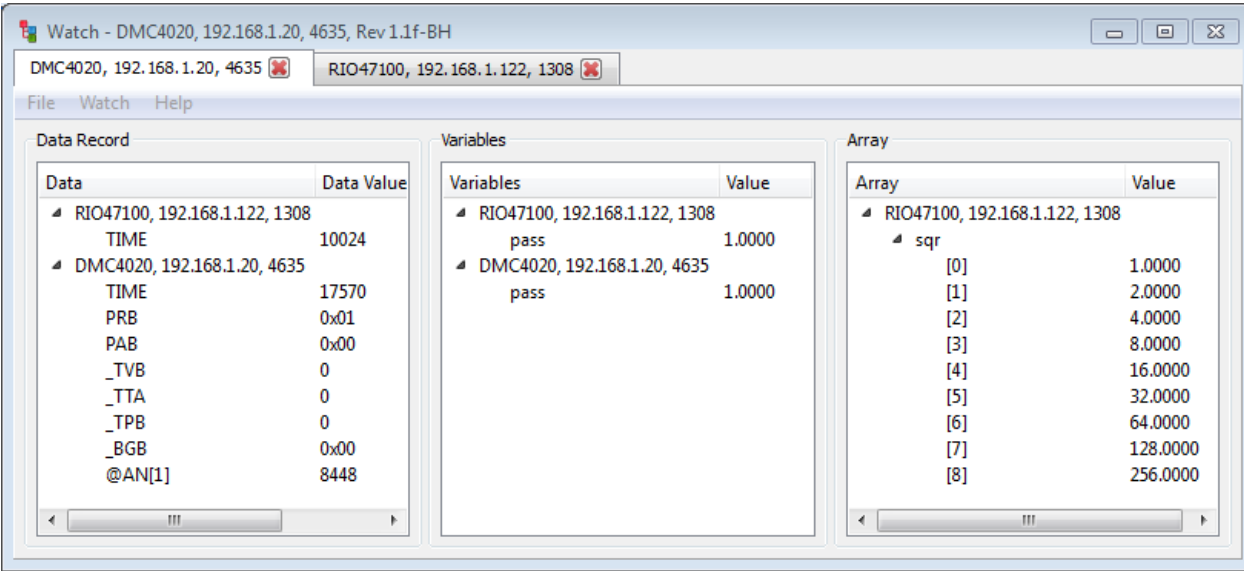 Watch - DMC4020, 192.168.1.20, 4635, Rev 1.1f-BH
DMC4020, 192.168.1.20, 4635
RIO47100, 192.168.1.122, 1308
File Watch Help
Data Record
Data Data Value
RIO47100, 192.168.1.122, 1308
TIME 10024
DMC4020, 192.168.1.20, 4635
TIME 17570
PRB 0x01
PAB 0x00
_TVB 0
_TTA 0
_TPB 0
_BGB 0x00
@AN[1] 8448
Variables
Variables Value
RIO47100, 192.168.1.122, 1308
pass 1.0000
DMC4020, 192.168.1.20, 4635
pass 1.0000
Array
Array Value
RIO47100, 192.168.1.122, 1308
sqr
[0] 1.0000
[1] 2.0000
[2] 4.0000
[3] 8.0000
[4] 16.0000
[5] 32.0000
[6] 64.0000
[7] 128.0000
[8] 256.0000